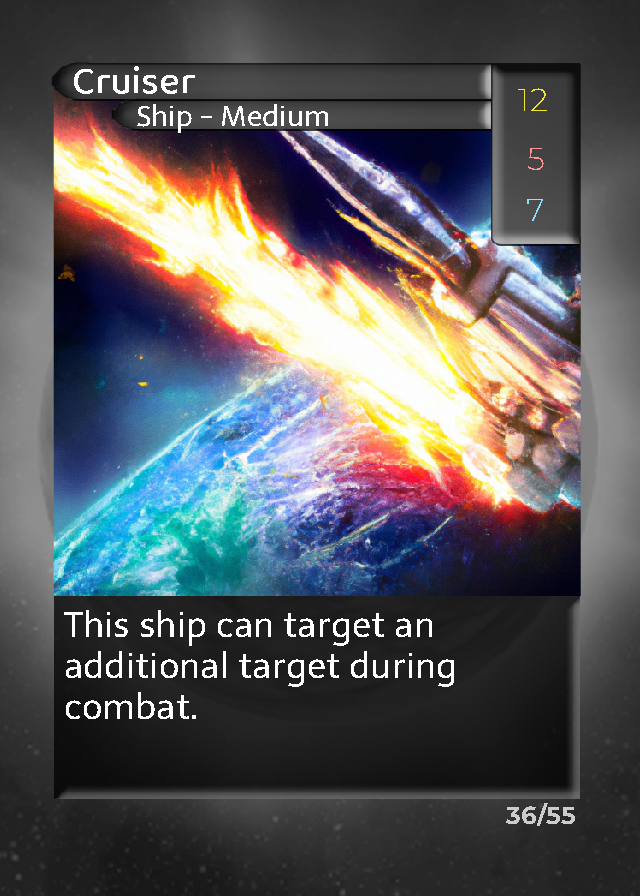 Cruiser
Ship – Medium
12
5
7
This ship can target an
additional target during
combat.
36/55